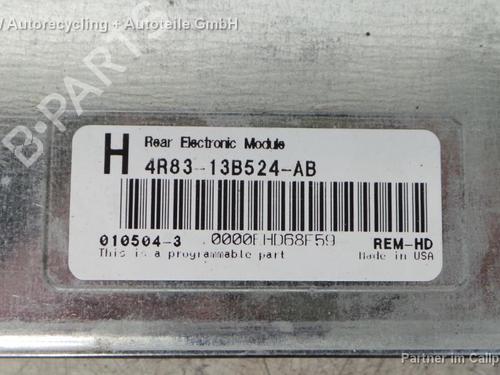 Autorecycling + Autoteile GmbH
B-PARTS
H
Rear Electronic Module
4R83-13B524-AB
010504-3
REM-HD
This is a programmable part
Made in USA
Partner im Callp